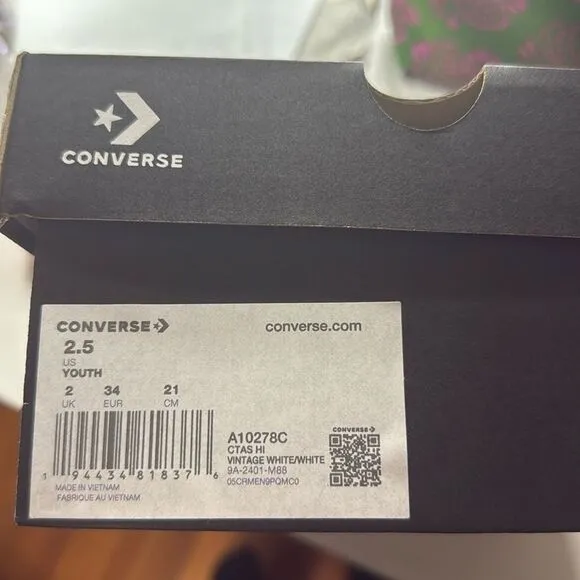 CONVERSE
CONVERSE
converse.com
2.5
US
YOUTH
2 34 21
UK EUR CM
1 94434 81837 6
MADE IN VIETNAM
FABRIQUE AU VIETNAM
A10278C
CTAS HI
VINTAGE WHITE/WHITE
9A-2401-M88
05CRMEN9PQMC0
CONVERSE